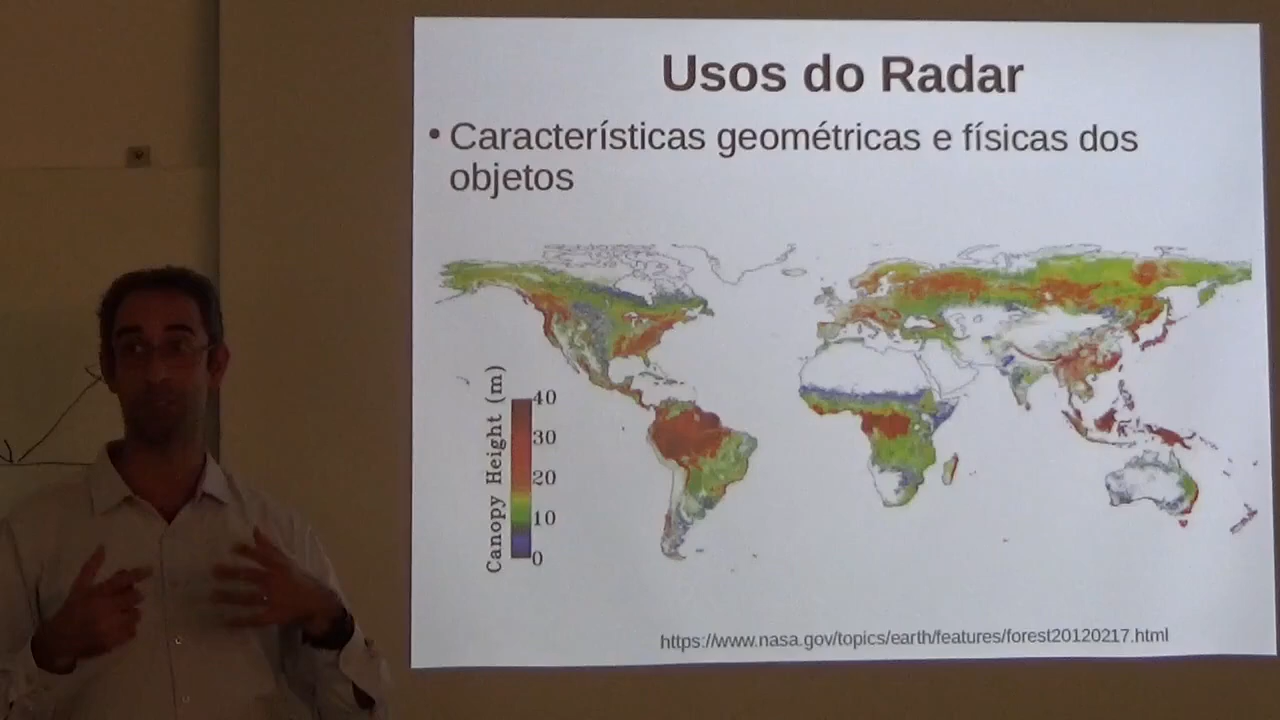 Usos do Radar
• Características geométricas e físicas dos
objetos
Canopy Height (m)
40
30
20
10
0
https://www.nasa.gov/topics/earth/features/forest20120217.html